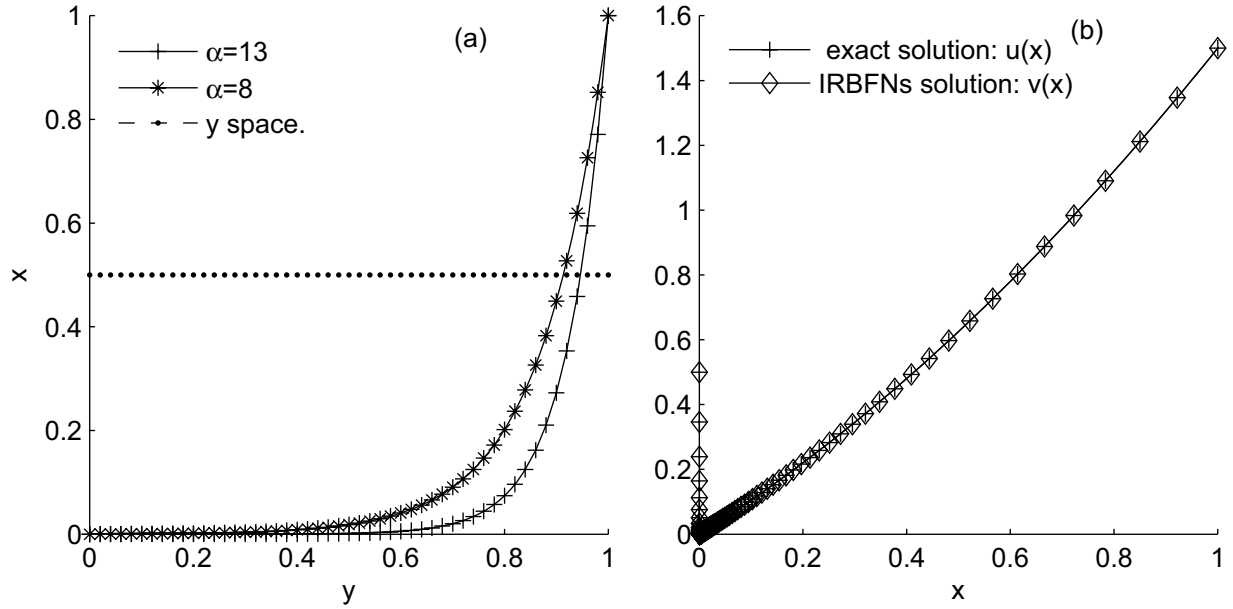 (a)
α=13
α=8
y space.
1
0.8
0.6
0.4
0.2
0
x
0 0.2 0.4 0.6 0.8 1
y
(b)
exact solution: u(x)
IRBFNs solution: v(x)
1.6
1.4
1.2
1
0.8
0.6
0.4
0.2
0
0 0.2 0.4 0.6 0.8 1
x